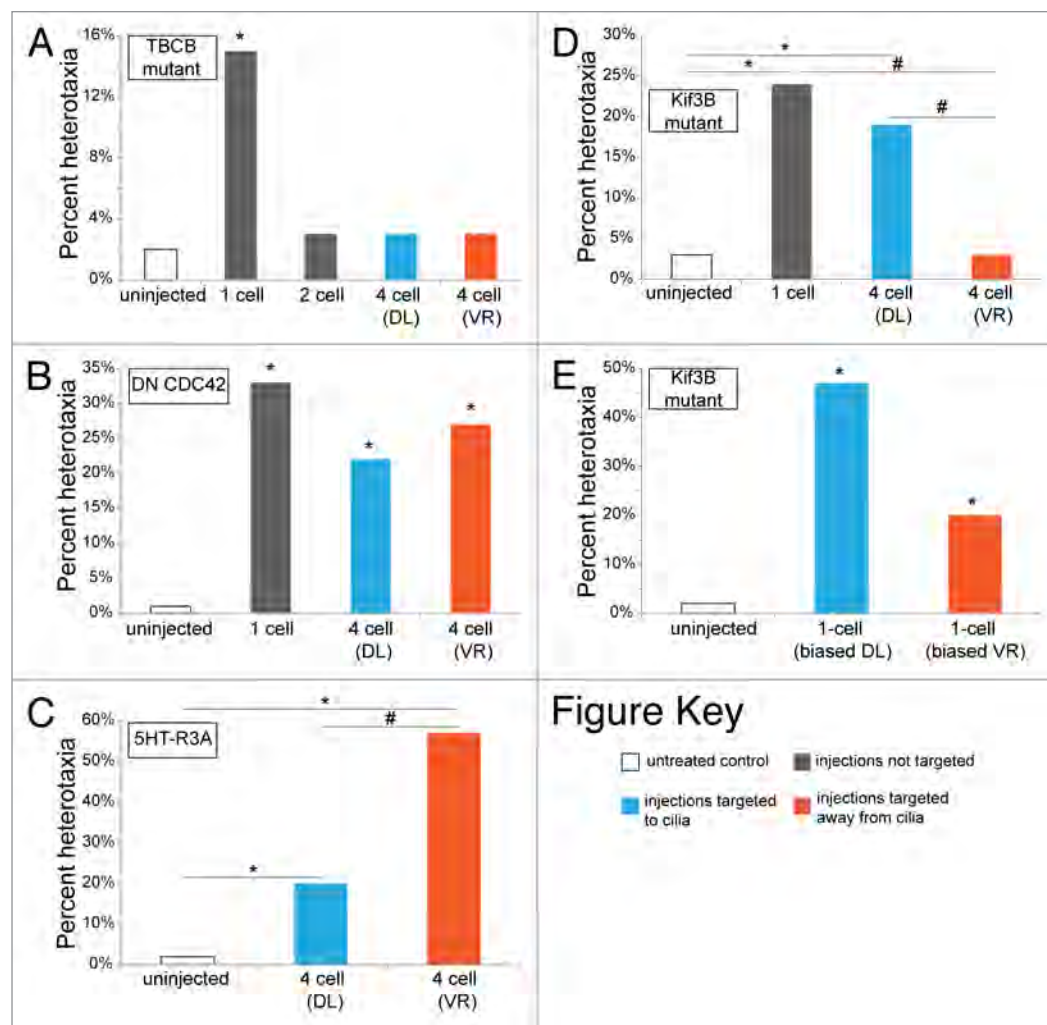 A
TBCB
mutant
Percent heterotaxia
16%
12%
8%
4%
0%
*
uninjected
1 cell
2 cell
4 cell
(DL)
4 cell
(VR)
D
Kif3B
mutant
Percent heterotaxia
30%
25%
20%
15%
10%
5%
0%
*
*
#
#
uninjected
1 cell
4 cell
(DL)
4 cell
(VR)
B
DN CDC42
Percent heterotaxia
35%
30%
25%
20%
15%
10%
5%
0%
*
*
*
uninjected
1 cell
4 cell
(DL)
4 cell
(VR)
E
Kif3B
mutant
Percent heterotaxia
50%
40%
30%
20%
10%
0%
*
*
uninjected
1-cell
(biased DL)
1-cell
(biased VR)
C
5HT-R3A
Percent heterotaxia
60%
50%
40%
30%
20%
10%
0%
*
#
*
uninjected
4 cell
(DL)
4 cell
(VR)
Figure Key
untreated control
injections not targeted
injections targeted
to cilia
injections targeted
away from cilia